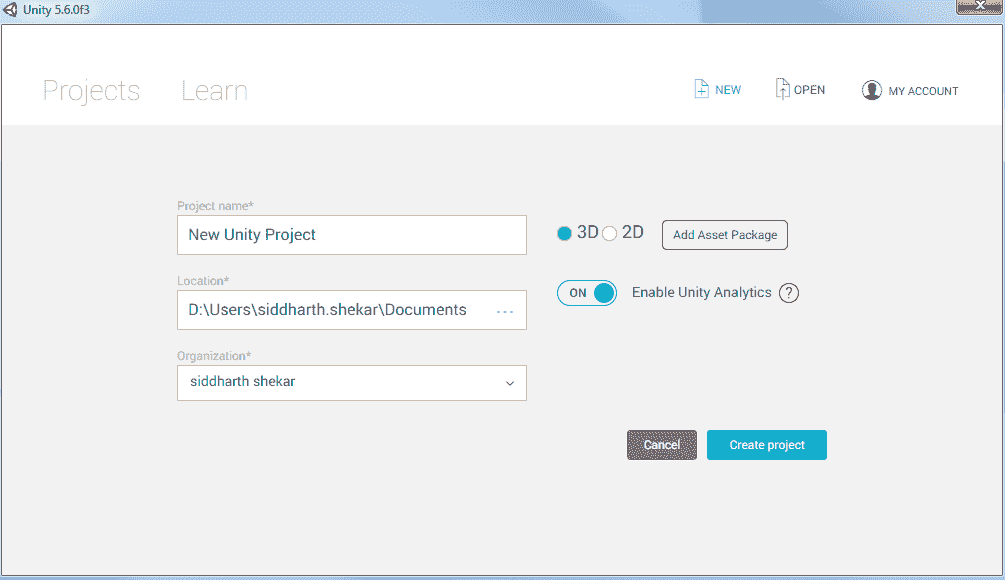 Unity 5.6.0f3
Projects Learn NEW OPEN MY ACCOUNT
Project name*
New Unity Project
3D 2D Add Asset Package
Location*
D:\Users\siddharth.shekar\Documents ...
ON Enable Unity Analytics ?
Organization*
siddharth shekar
Cancel Create project